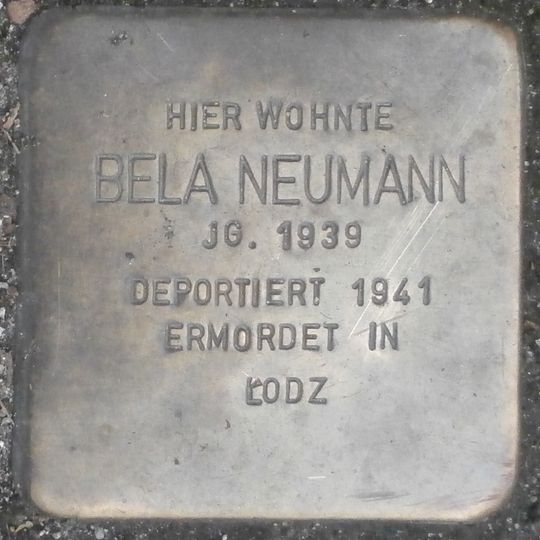 HIER WOHNTE
BELA NEUMANN
JG. 1939
DEPORTIERT 1941
ERMORDET IN
ŁODZ